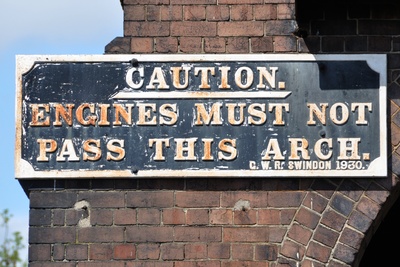 CAUTION.
ENGINES MUST NOT
PASS THIS ARCH.
G.W.R. SWINDON 1930.